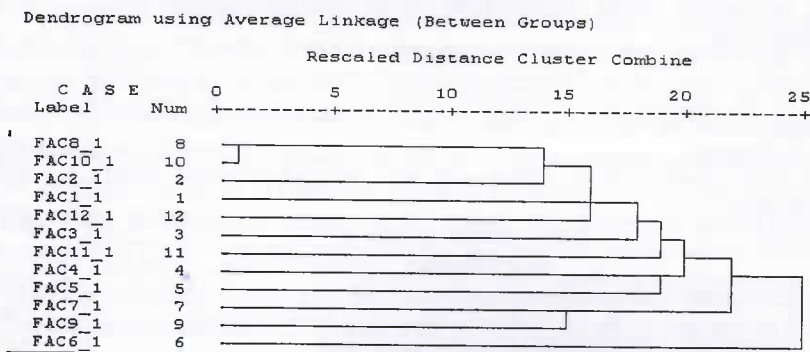 Dendrogram using Average Linkage (Between Groups)
Rescaled Distance Cluster Combine
C A S E 0 5 10 15 20 25
Label Num
FAC8_1 8
FAC10_1 10
FAC2_1 2
FAC1_1 1
FAC12_1 12
FAC3_1 3
FAC11_1 11
FAC4_1 4
FAC5_1 5
FAC7_1 7
FAC9_1 9
FAC6_1 6